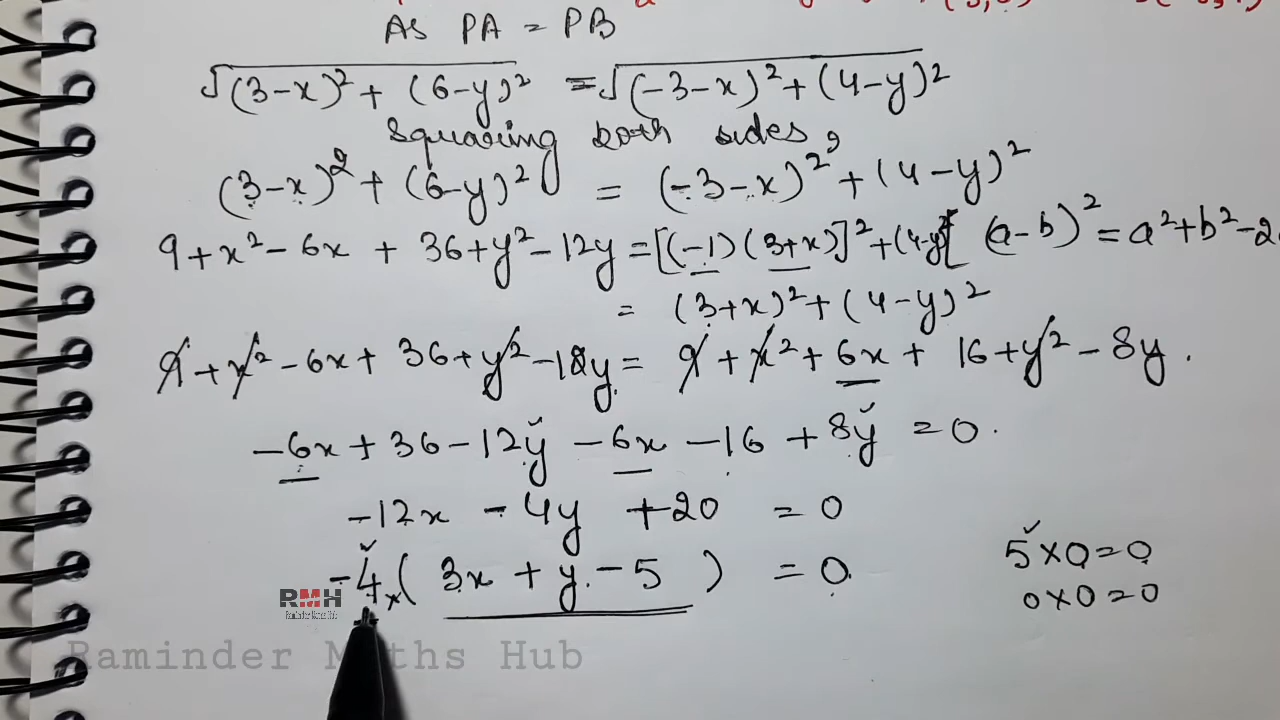 As PA = PB
√(3-x)² + (6-y)² = √(-3-x)² + (4-y)²
Squaring both sides,
(3-x)² + (6-y)² = (-3-x)² + (4-y)²
9+x²-6x + 36+y²-12y = [(-1)(3+x)]² + (4-y)² (a-b)² = a²+b²-2
= (3+x)² + (4-y)²
9+x²-6x+36+y²-12y = 9+x²+6x+16+y²-8y.
-6x+36-12y-6x-16+8y = 0.
-12x-4y+20 = 0
-4×(3x+y-5) = 0.
5×0=0
0×0=0
RMH
Raminder Maths Hub